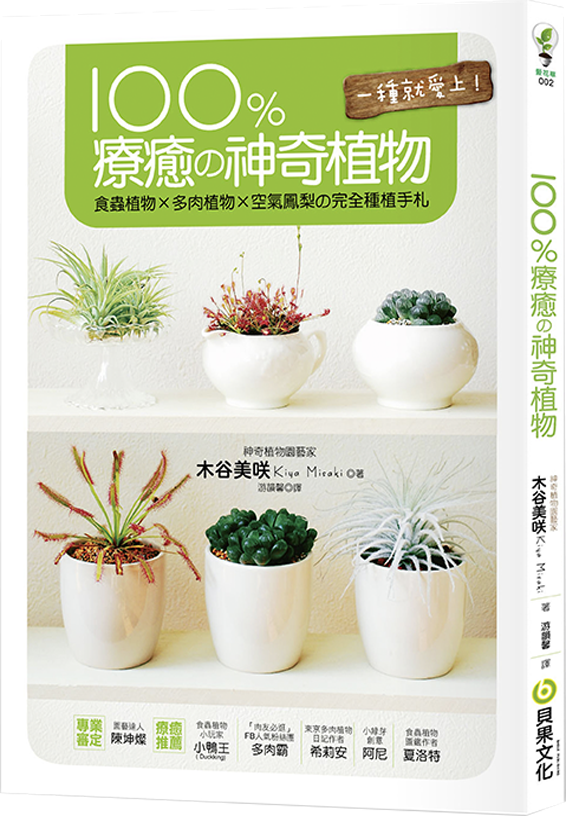 100%
療癒の神奇植物
一種就愛上！
食蟲植物×多肉植物×空氣鳳梨の完全種植手札
神奇植物園藝家
木谷美咲 Kiya Misaki ◎著
游韻馨◎譯
專業審定
園藝達人
陳坤燦
療癒推薦
食蟲植物
小玩家
小鴨王
(Duckking)
「肉友必逛」
FB人氣粉絲團
多肉霸
東京多肉植物
日記作者
希莉安
小綠芽
創意
阿尼
食蟲植物
圖鑑作者
夏洛特
愛花草
002
100%療癒の神奇植物
神奇植物園藝家
木谷美咲 Kiya Misaki 著
游韻馨 譯
貝果文化